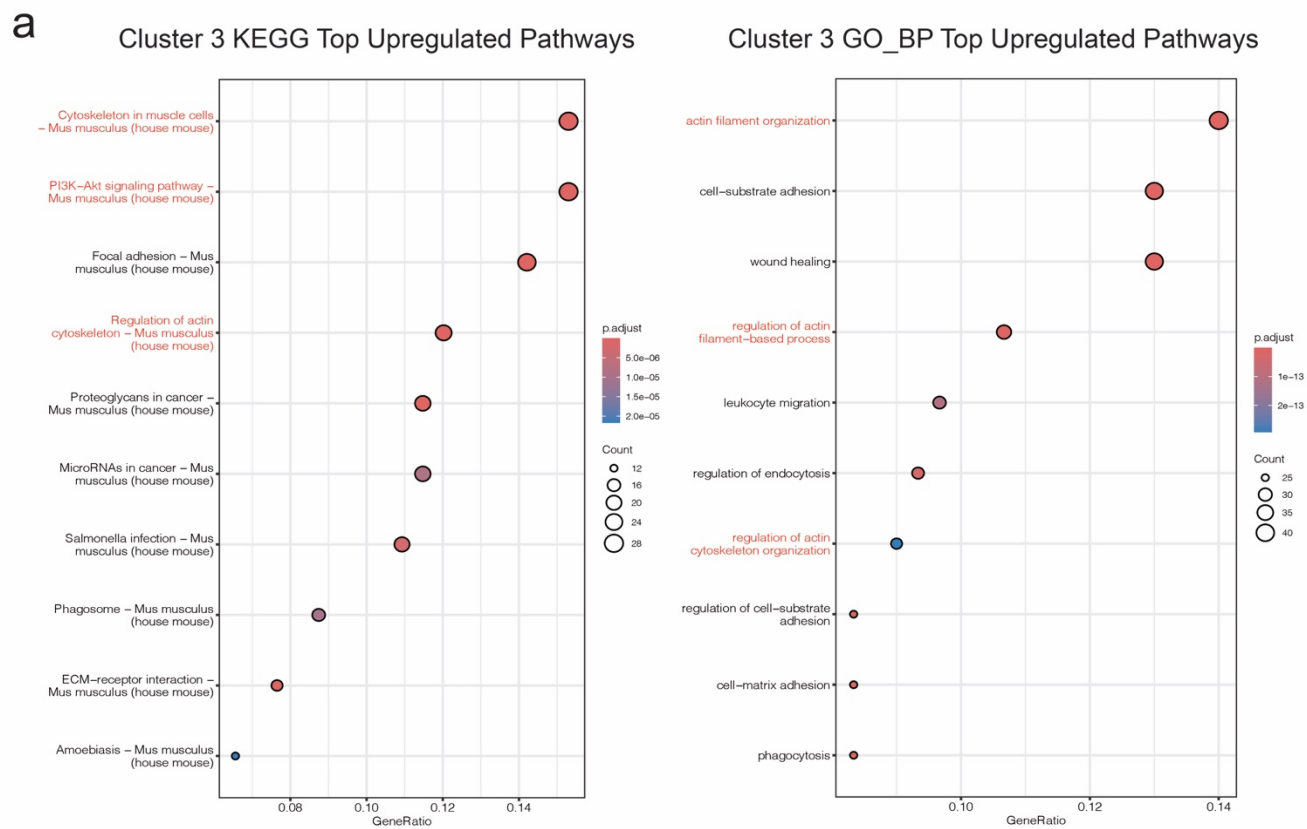 a
Cluster 3 KEGG Top Upregulated Pathways
Cytoskeleton in muscle cells
– Mus musculus (house mouse)
PI3K–Akt signaling pathway –
Mus musculus (house mouse)
Focal adhesion – Mus
musculus (house mouse)
Regulation of actin
cytoskeleton – Mus musculus
(house mouse)
Proteoglycans in cancer –
Mus musculus (house mouse)
MicroRNAs in cancer – Mus
musculus (house mouse)
Salmonella infection – Mus
musculus (house mouse)
Phagosome – Mus musculus
(house mouse)
ECM–receptor interaction –
Mus musculus (house mouse)
Amoebiasis – Mus musculus
(house mouse)
0.08 0.10 0.12 0.14
GeneRatio
p.adjust
5.0e−06
1.0e−05
1.5e−05
2.0e−05
Count
12
16
20
24
28
Cluster 3 GO_BP Top Upregulated Pathways
actin filament organization
cell–substrate adhesion
wound healing
regulation of actin
filament–based process
leukocyte migration
regulation of endocytosis
regulation of actin
cytoskeleton organization
regulation of cell–substrate
adhesion
cell–matrix adhesion
phagocytosis
0.10 0.12 0.14
GeneRatio
p.adjust
1e−13
2e−13
Count
25
30
35
40